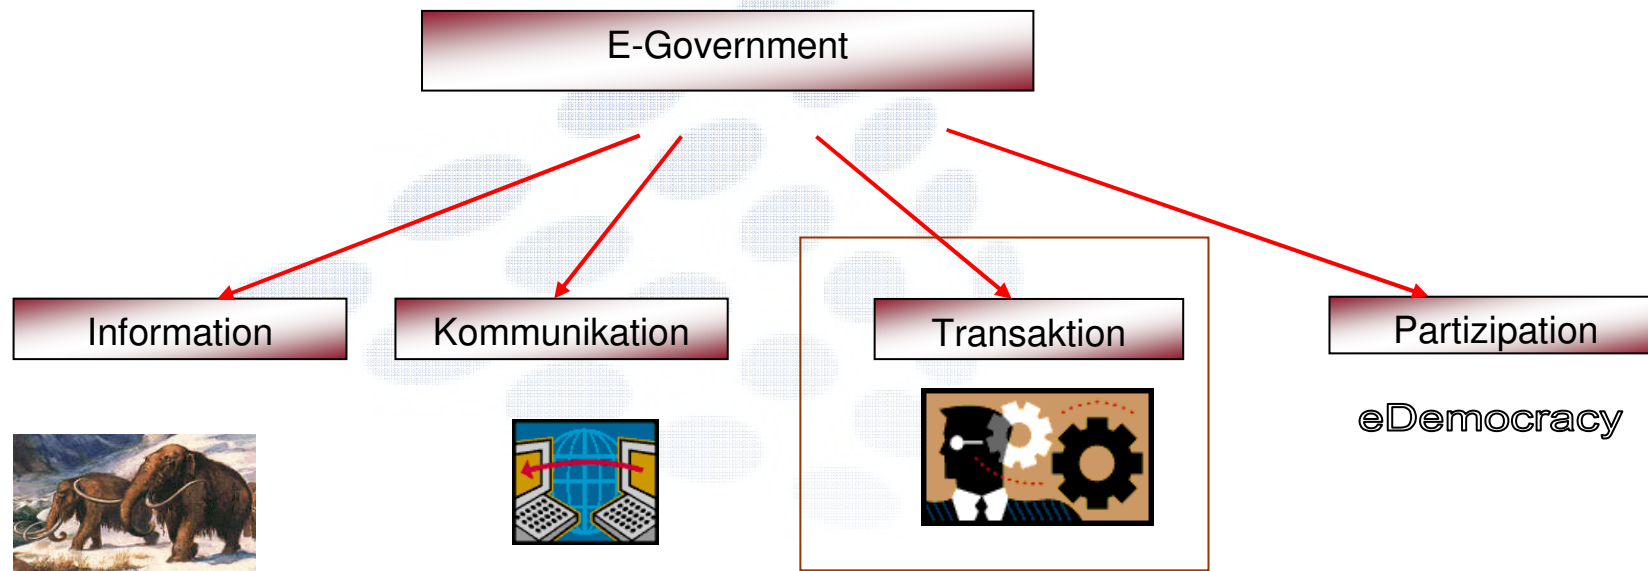 E-Government
Information
Kommunikation
Transaktion
Partizipation
eDemocracy